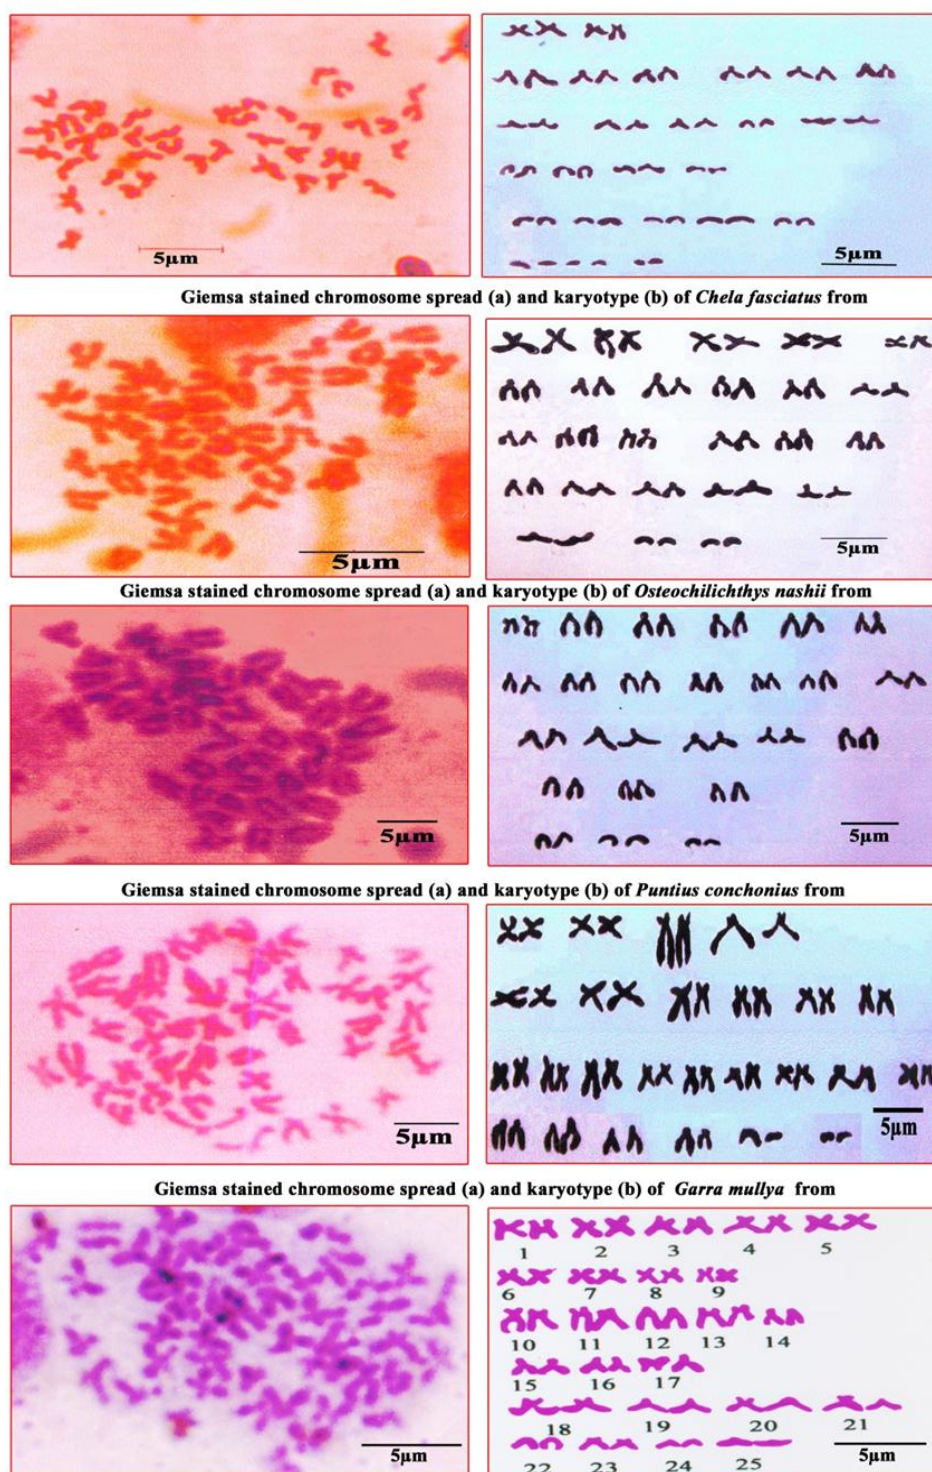 5μm
5μm
Giemsa stained chromosome spread (a) and karyotype (b) of Chela fasciatus from
5μm
5μm
Giemsa stained chromosome spread (a) and karyotype (b) of Osteochilichthys nashii from
5μm
5μm
Giemsa stained chromosome spread (a) and karyotype (b) of Puntius conchonius from
5μm
5μm
Giemsa stained chromosome spread (a) and karyotype (b) of Garra mullya from
1 2 3 4 5
6 7 8 9
10 11 12 13 14
15 16 17
18 19 20 21
5μm
5μm
22 23 24 25